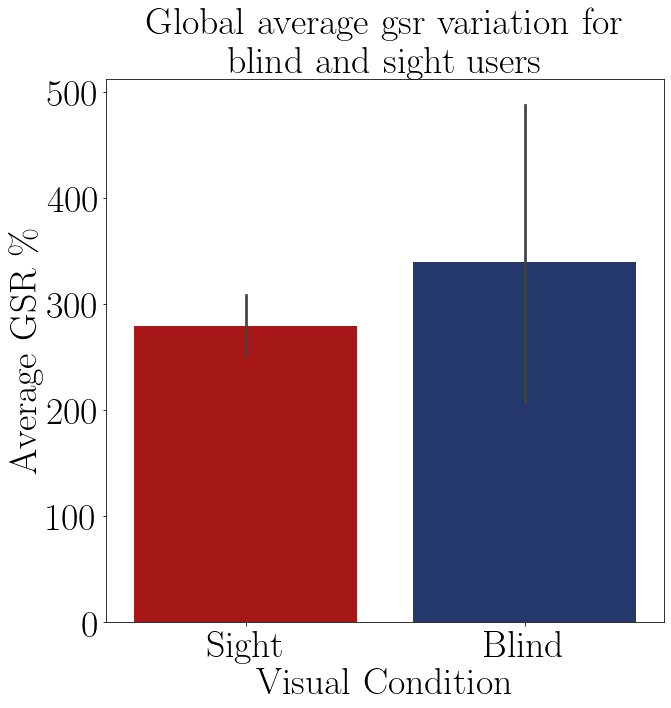 Global average gsr variation for
blind and sight users
Average GSR %
500
400
300
200
100
0
Sight
Blind
Visual Condition